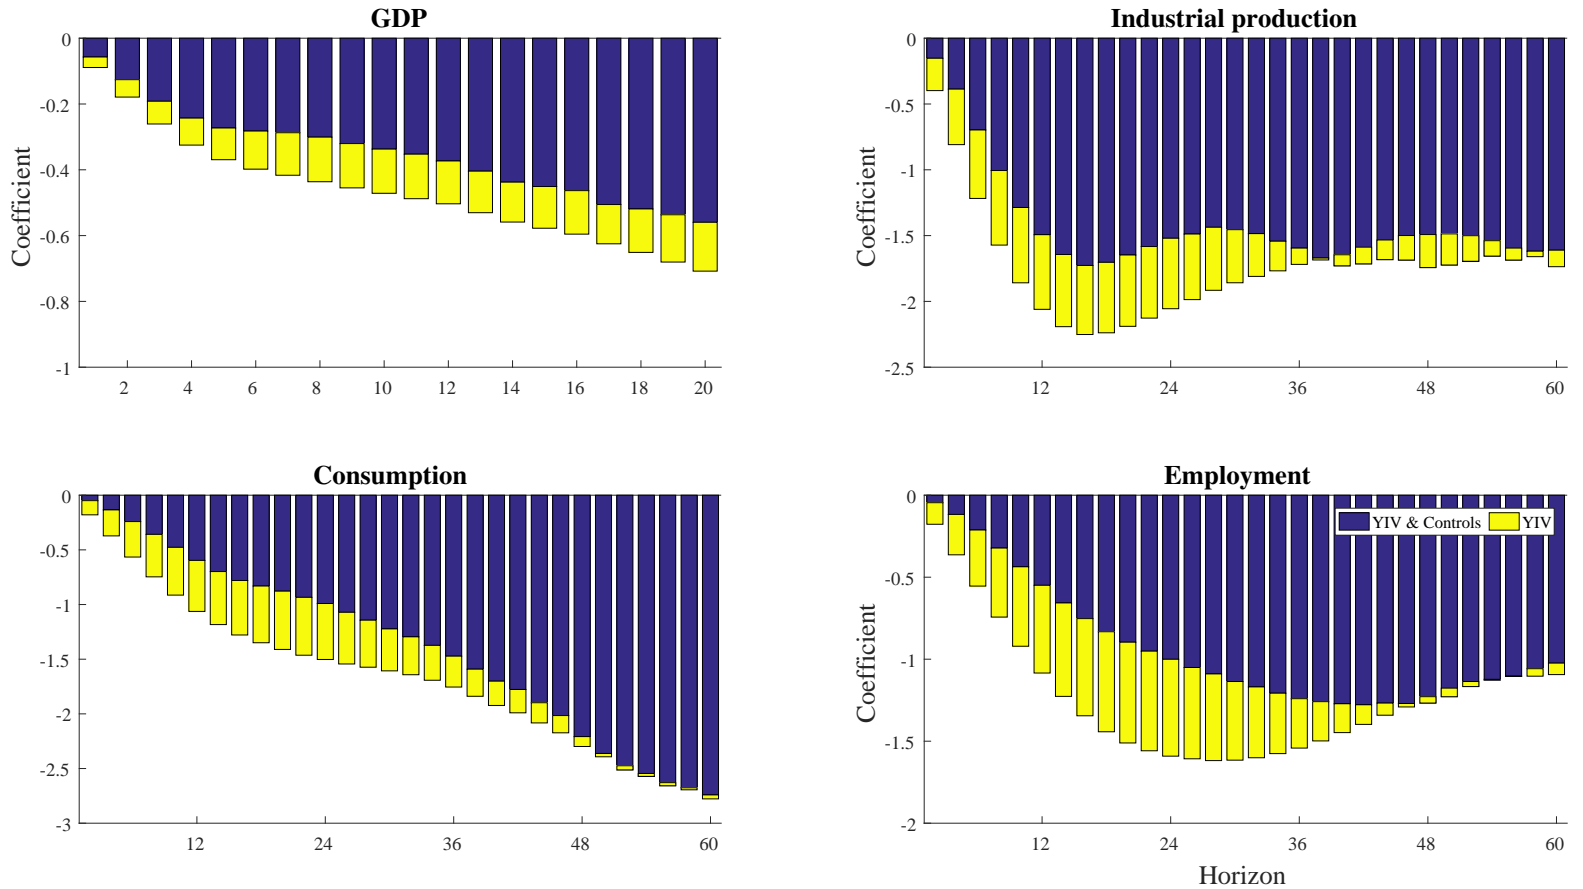 GDP
0
-0.2
-0.4
-0.6
-0.8
-1
Coefficient
2 4 6 8 10 12 14 16 18 20
Industrial production
0
-0.5
-1
-1.5
-2
-2.5
Coefficient
12 24 36 48 60
Consumption
0
-0.5
-1
-1.5
-2
-2.5
-3
12 24 36 48 60
Employment
YIV & Controls YIV
0
-0.5
-1
-1.5
-2
Coefficient
12 24 36 48 60
Horizon